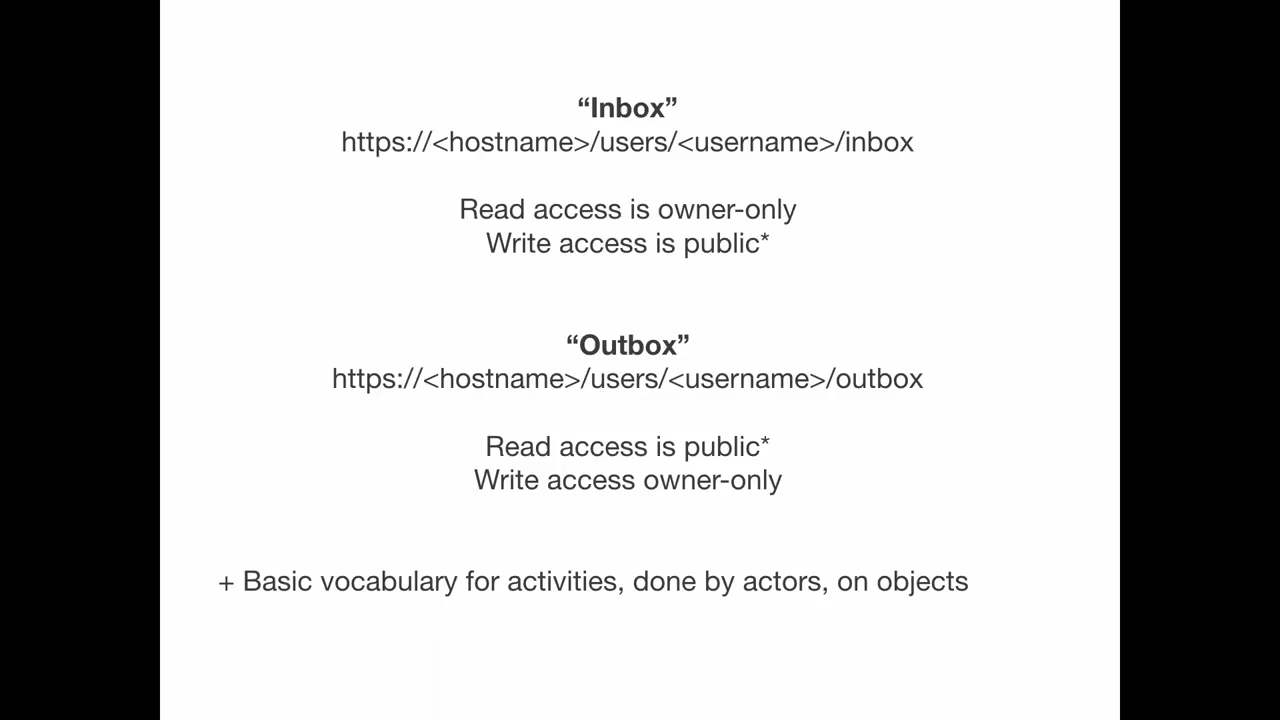 “Inbox”
https://<hostname>/users/<username>/inbox
Read access is owner-only
Write access is public*
“Outbox”
https://<hostname>/users/<username>/outbox
Read access is public*
Write access owner-only
+ Basic vocabulary for activities, done by actors, on objects